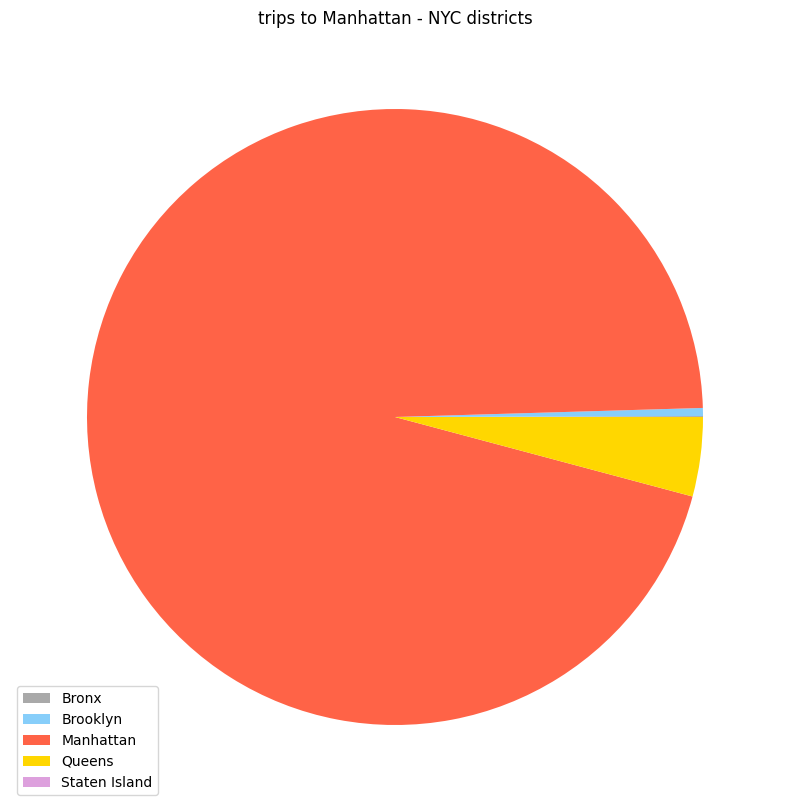 trips to Manhattan - NYC districts
Bronx
Brooklyn
Manhattan
Queens
Staten Island